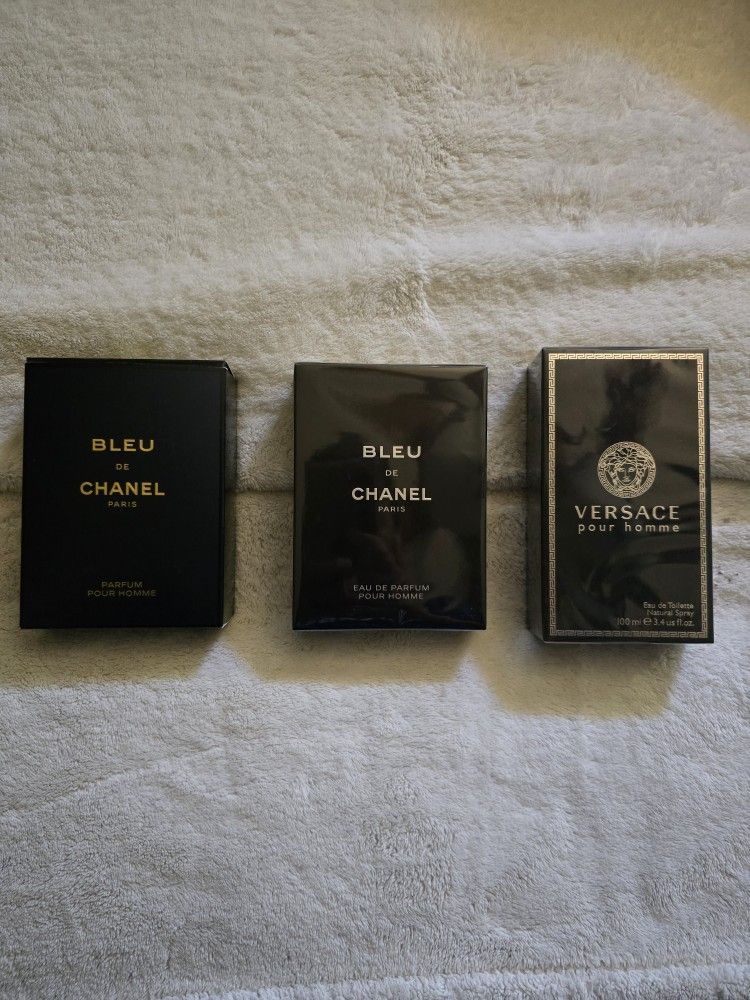 BLEU
DE
CHANEL
PARIS
PARFUM
POUR HOMME
BLEU
DE
CHANEL
PARIS
EAU DE PARFUM
POUR HOMME
VERSACE
pour homme
Eau de Toilette
Natural Spray
100 ml ℮ 3.4 us fl.oz.